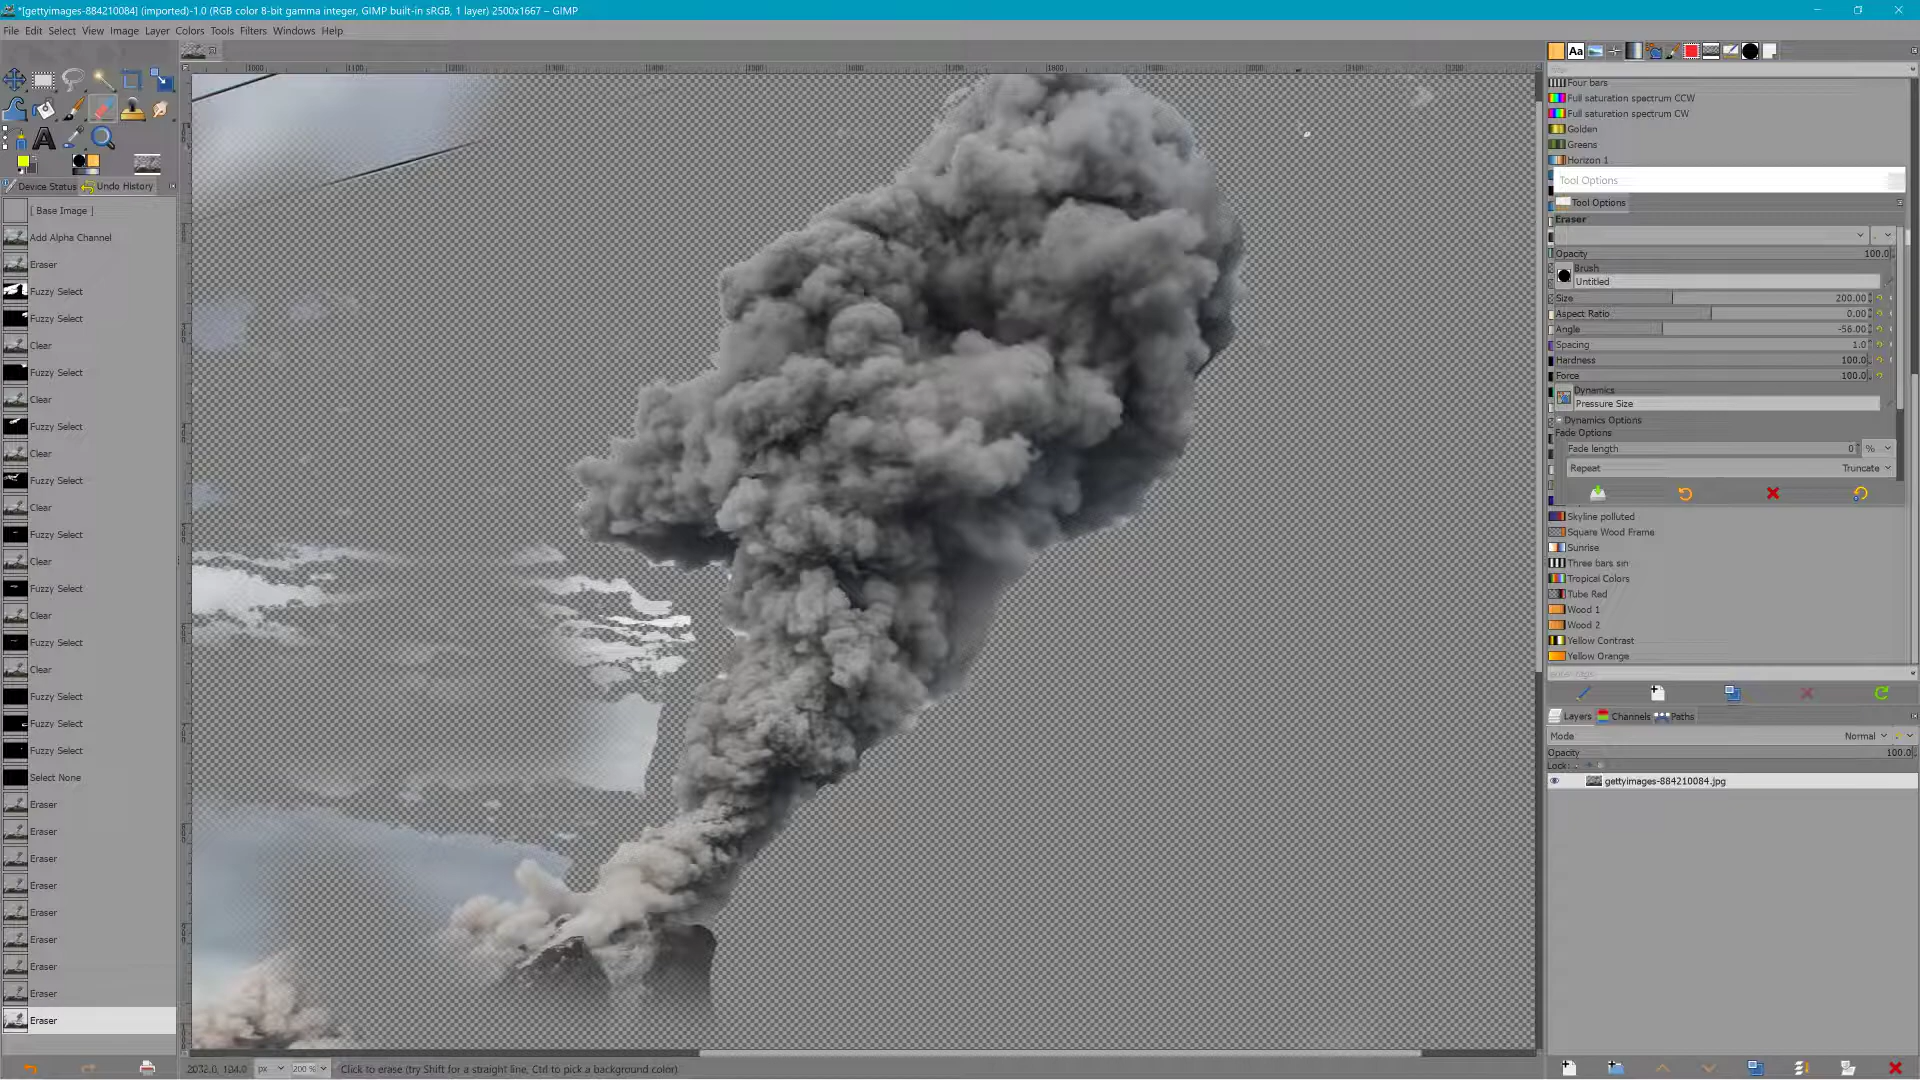 *[gettyimages-884210084] (imported)-1.0 (RGB color 8-bit gamma integer, GIMP built-in sRGB, 1 layer) 2500x1667 – GIMP
File Edit Select View Image Layer Colors Tools Filters Windows Help
Device Status
Undo History
[ Base Image ]
Add Alpha Channel
Eraser
Fuzzy Select
Fuzzy Select
Clear
Fuzzy Select
Clear
Fuzzy Select
Clear
Fuzzy Select
Clear
Fuzzy Select
Clear
Fuzzy Select
Clear
Fuzzy Select
Clear
Fuzzy Select
Fuzzy Select
Fuzzy Select
Select None
Eraser
Eraser
Eraser
Eraser
Eraser
Eraser
Eraser
Eraser
Eraser
px
200 %
Click to erase (try Shift for a straight line, Ctrl to pick a background color)
Aa
Four bars
Full saturation spectrum CCW
Full saturation spectrum CW
Golden
Greens
Horizon 1
Tool Options
Tool Options
Eraser
Opacity 100.0
Brush
Untitled
Size 200.00
Aspect Ratio 0.00
Angle -56.00
Spacing 1.0
Hardness 100.0
Force 100.0
Dynamics
Pressure Size
Dynamics Options
Fade Options
Fade length 0 %
Repeat Truncate
Skyline polluted
Square Wood Frame
Sunrise
Three bars sin
Tropical Colors
Tube Red
Wood 1
Wood 2
Yellow Contrast
Yellow Orange
Layers Channels Paths
Mode Normal
Opacity 100.0
Lock:
gettyimages-884210084.jpg